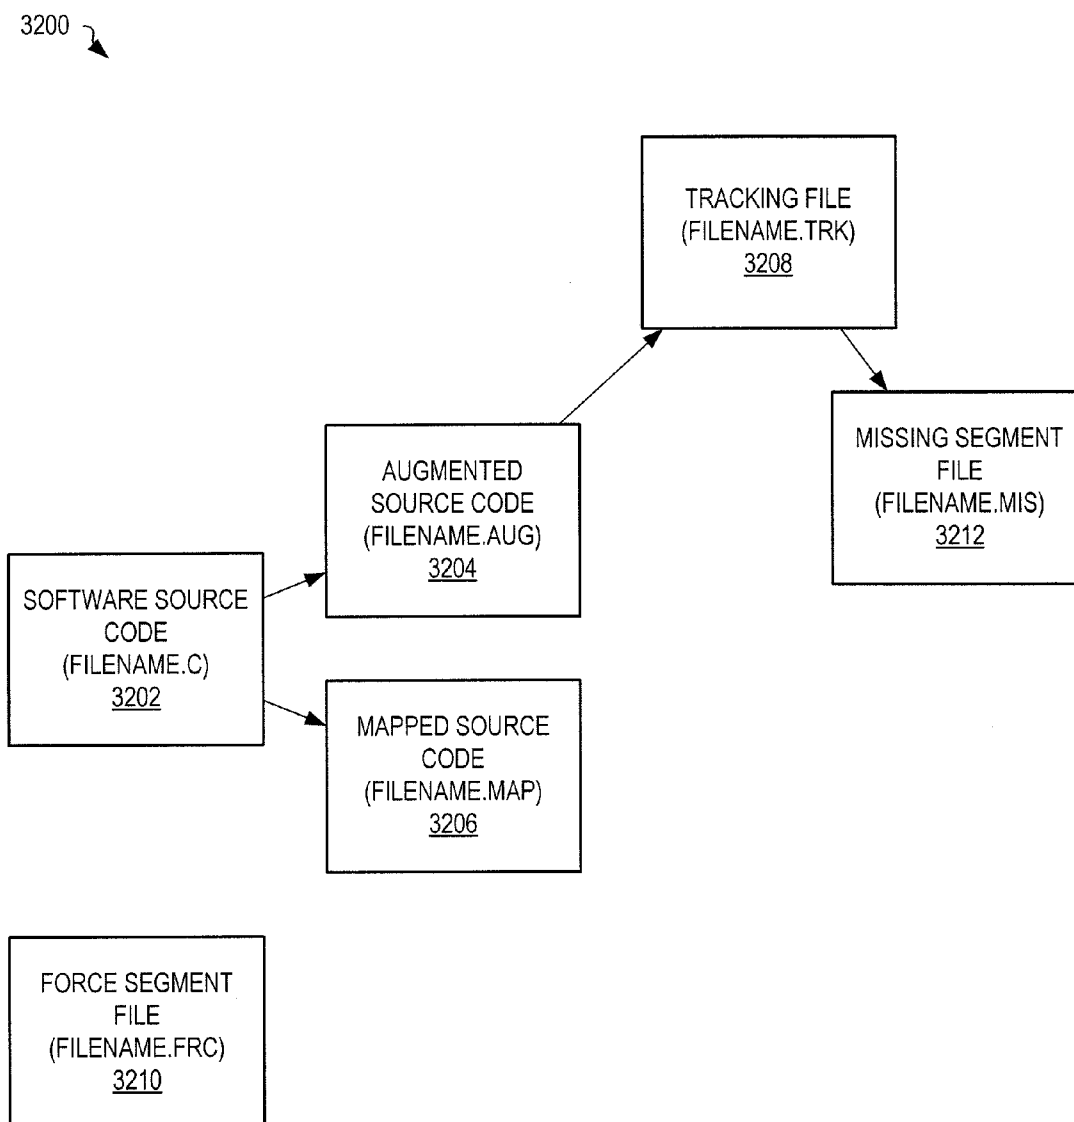 3200
TRACKING FILE
(FILENAME.TRK)
3208
MISSING SEGMENT
FILE
(FILENAME.MIS)
3212
AUGMENTED
SOURCE CODE
(FILENAME.AUG)
3204
SOFTWARE SOURCE
CODE
(FILENAME.C)
3202
MAPPED SOURCE
CODE
(FILENAME.MAP)
3206
FORCE SEGMENT
FILE
(FILENAME.FRC)
3210